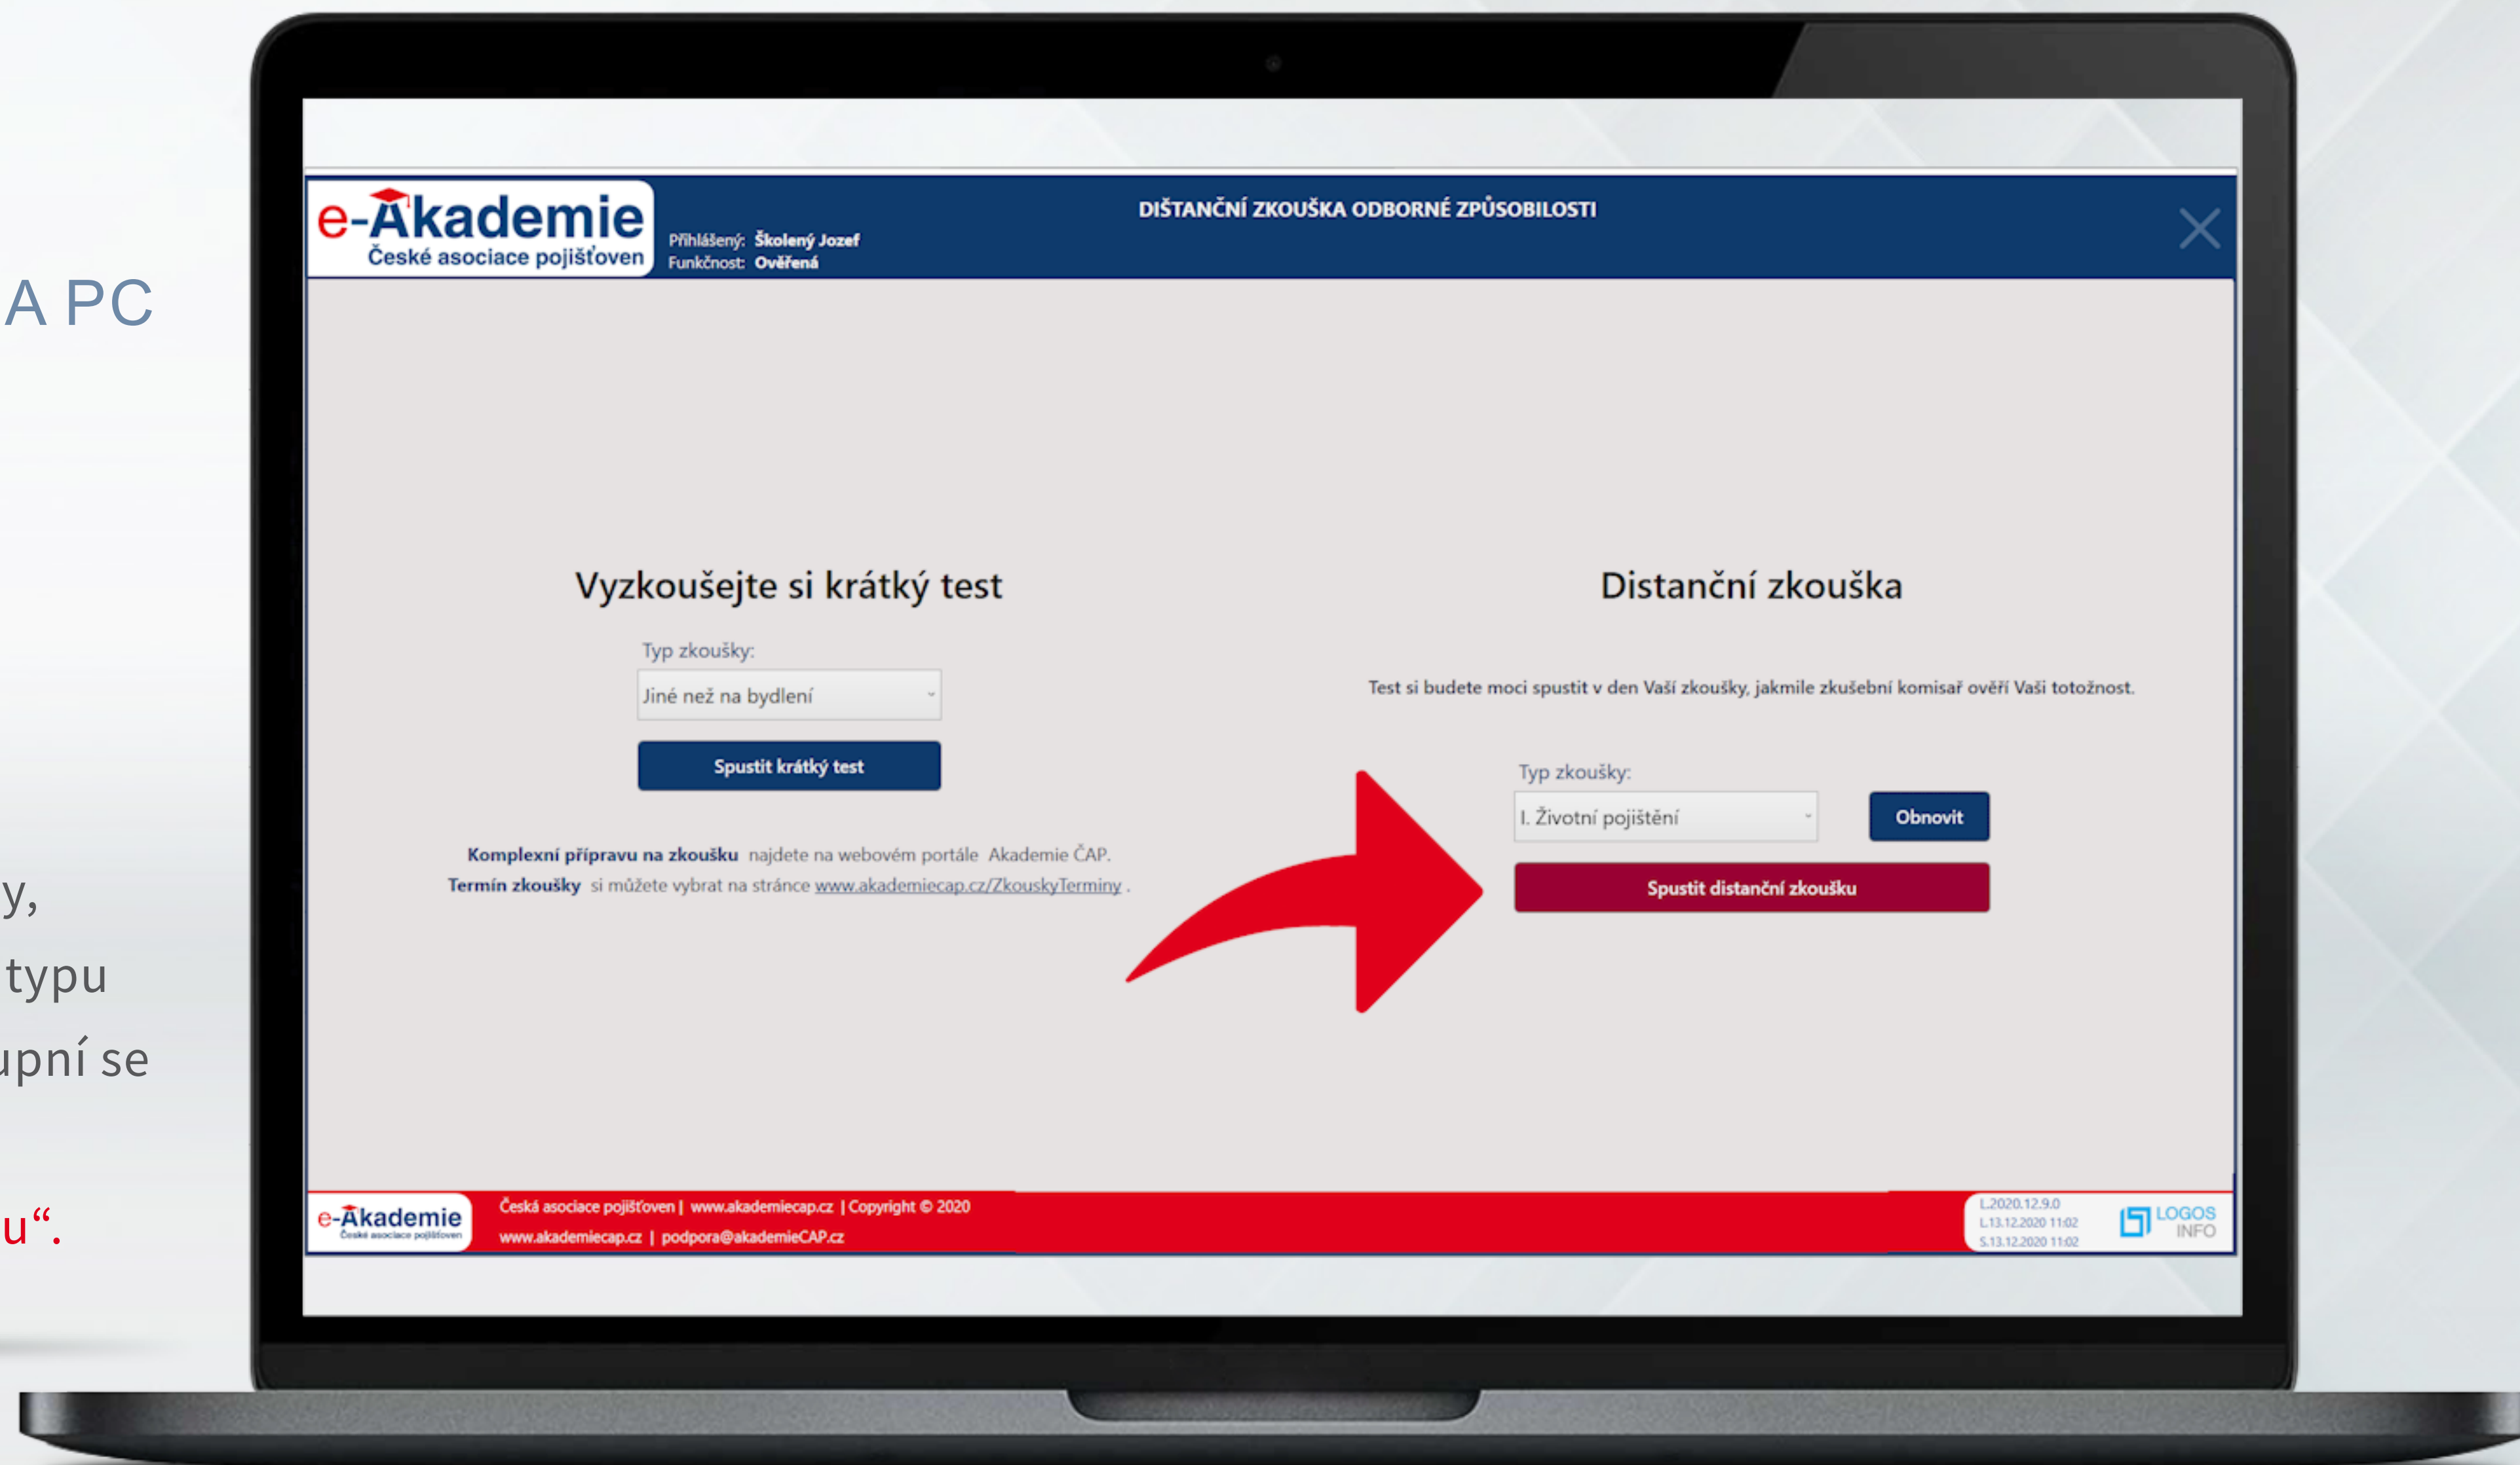 A PC
y,
typu
upní se
u“.
e-Akademie
České asociace pojišťoven
Přihlášený: Školený Jozef
Funkčnost: Ověřená
DIŠTANČNÍ ZKOUŠKA ODBORNÉ ZPŮSOBILOSTI
Vyzkoušejte si krátký test
Typ zkoušky:
Jiné než na bydlení
Spustit krátký test
Komplexní přípravu na zkoušku najdete na webovém portále Akademie ČAP.
Termín zkoušky si můžete vybrat na stránce www.akademiecap.cz/ZkouskyTerminy .
Distanční zkouška
Test si budete moci spustit v den Vaší zkoušky, jakmile zkušební komisař ověří Vaši totožnost.
Typ zkoušky:
I. Životní pojištění
Obnovit
Spustit distanční zkoušku
e-Akademie
České asociace pojišťoven
Česká asociace pojišťoven | www.akademiecap.cz | Copyright © 2020
www.akademiecap.cz | podpora@akademieCAP.cz
L.2020.12.9.0
L.13.12.2020 11:02
S.13.12.2020 11:02
LOGOS
INFO